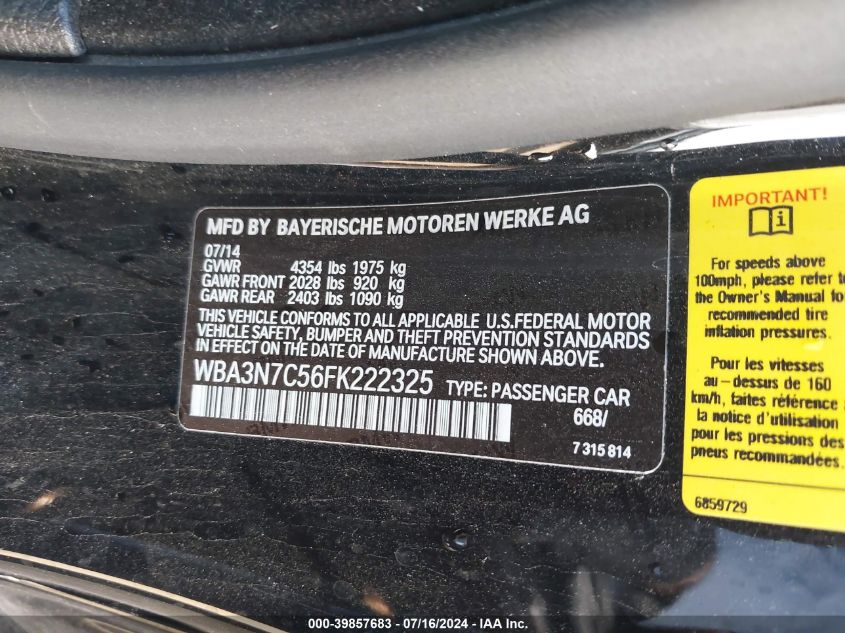 MFD BY BAYERISCHE MOTOREN WERKE AG
07/14
GVWR 4354 lbs 1975 kg
GAWR FRONT 2028 lbs 920 kg
GAWR REAR 2403 lbs 1090 kg
THIS VEHICLE CONFORMS TO ALL APPLICABLE U.S.FEDERAL MOTOR
VEHICLE SAFETY, BUMPER AND THEFT PREVENTION STANDARDS
IN EFFECT ON THE DATE OF MANUFACTURE SHOWN ABOVE.
WBA3N7C56FK222325 TYPE: PASSENGER CAR
668/
7 315 814
IMPORTANT!
For speeds above
100mph, please refer to
the Owner's Manual for
recommended tire
inflation pressures.
Pour les vitesses
au-dessus de 160
km/h, faites référence
la notice d'utilisation
pour les pressions des
pneus recommandées.
6859729
000-39857683 - 07/16/2024 - IAA Inc.